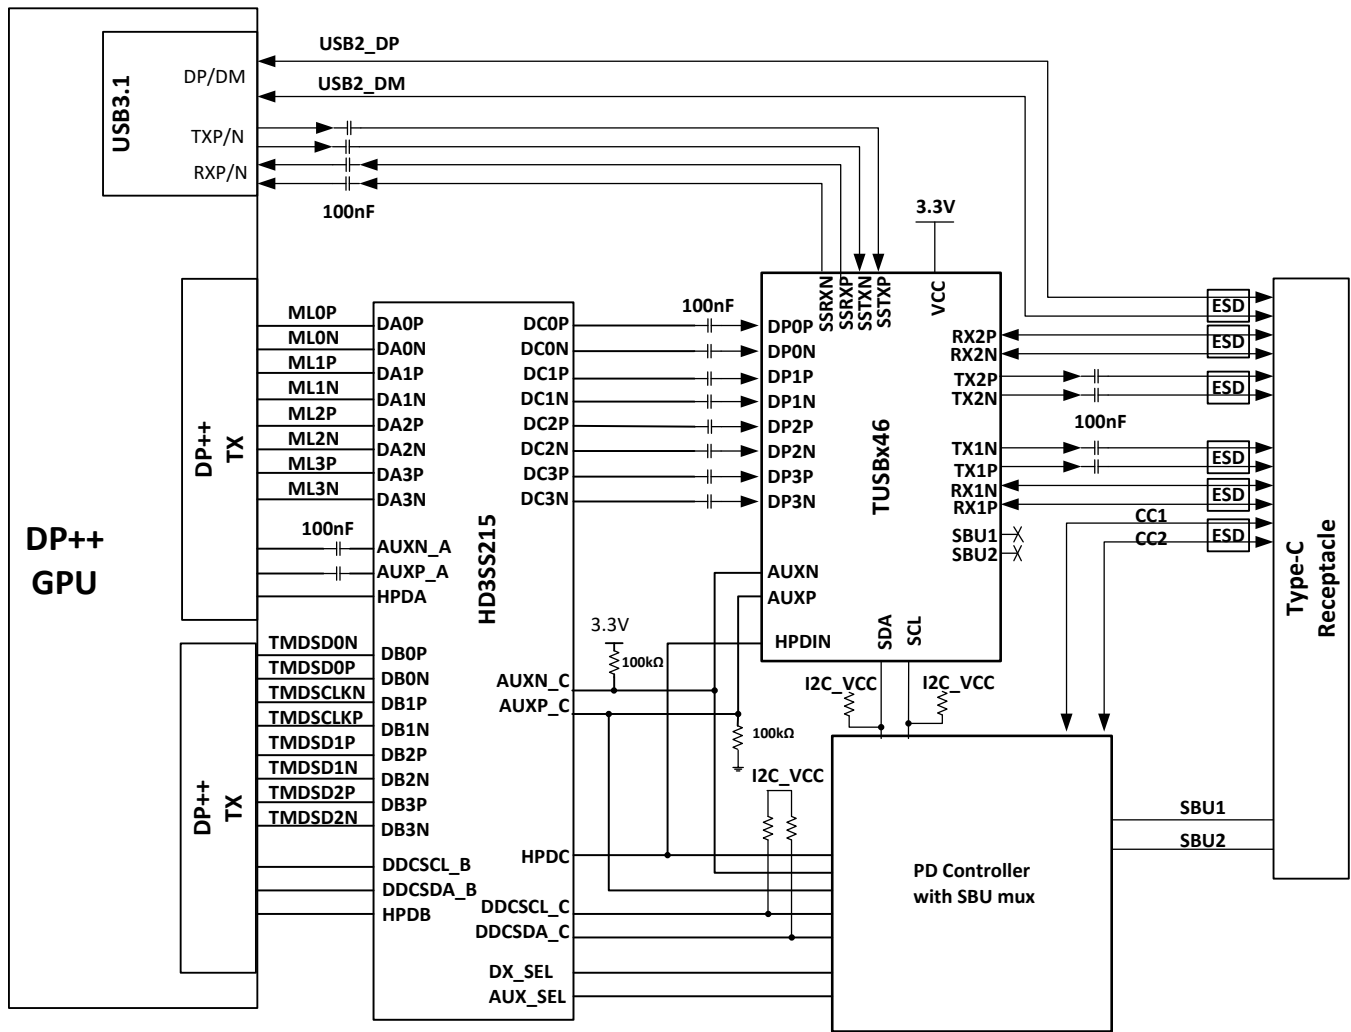 USB3.1
DP/DM
TXP/N
RXP/N
USB2_DP
USB2_DM
100nF
3.3V
DP++
GPU
DP++
TX
ML0P
ML0N
ML1P
ML1N
ML2P
ML2N
ML3P
ML3N
100nF
DP++
TX
TMDSD0N
TMDSD0P
TMDSCLKN
TMDSCLKP
TMDSD1P
TMDSD1N
TMDSD2P
TMDSD2N
HD3SS215
DA0P
DA0N
DA1P
DA1N
DA2P
DA2N
DA3P
DA3N
AUXN_A
AUXP_A
HPDA
DB0P
DB0N
DB1P
DB1N
DB2P
DB2N
DB3P
DB3N
DDCSCL_B
DDCSDA_B
HPDB
DC0P
DC0N
DC1P
DC1N
DC2P
DC2N
DC3P
DC3N
AUXN_C
AUXP_C
HPDC
DDCSCL_C
DDCSDA_C
DX_SEL
AUX_SEL
100nF
3.3V
100kΩ
100kΩ
TUSBx46
SSRXN
SSRXP
SSTXN
SSTXP
VCC
DP0P
DP0N
DP1P
DP1N
DP2P
DP2N
DP3P
DP3N
AUXN
AUXP
HPDIN
SDA
SCL
RX2P
RX2N
TX2P
TX2N
TX1N
TX1P
RX1N
RX1P
SBU1
SBU2
100nF
CC1
CC2
ESD
ESD
ESD
ESD
ESD
ESD
Type-C
Receptacle
I2C_VCC
I2C_VCC
I2C_VCC
PD Controller
with SBU mux
SBU1
SBU2